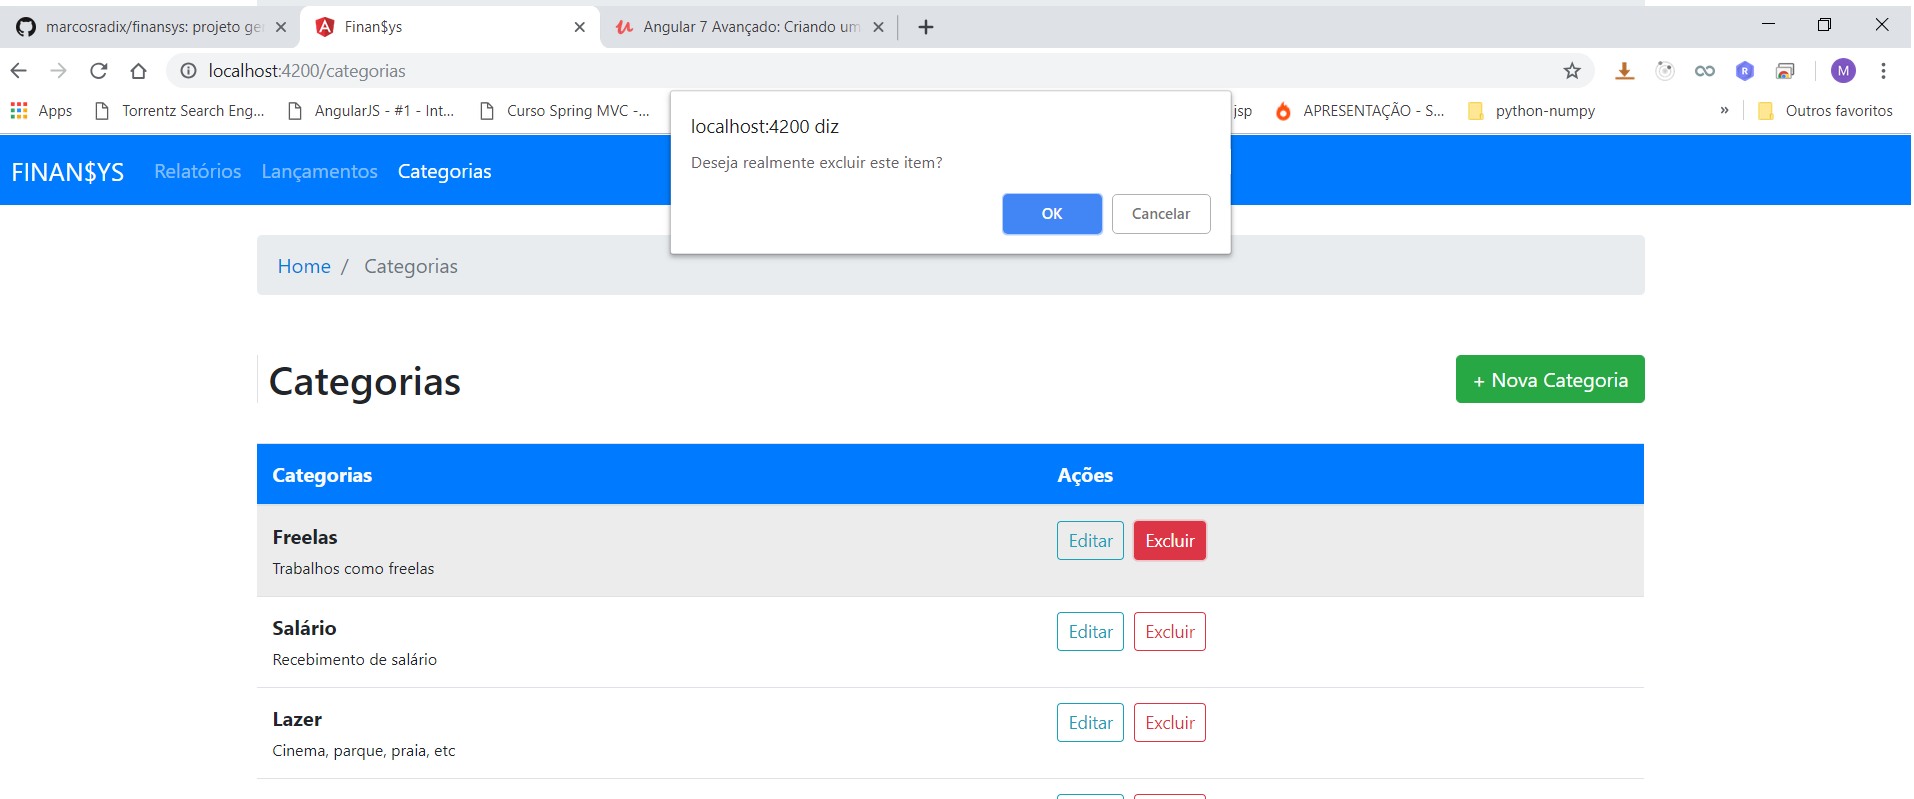 marcosradix/finansys: projeto ge
Finan$ys
Angular 7 Avançado: Criando um
localhost:4200/categorias
M
Apps
Torrentz Search Eng...
AngularJS - #1 - Int...
Curso Spring MVC -...
jsp
APRESENTAÇÃO - S...
python-numpy
»
Outros favoritos
localhost:4200 diz
Deseja realmente excluir este item?
OK
Cancelar
FINAN$YS
Relatórios
Lançamentos
Categorias
Home / Categorias
Categorias
+ Nova Categoria
Categorias
Ações
Freelas
Trabalhos como freelas
Editar
Excluir
Salário
Recebimento de salário
Editar
Excluir
Lazer
Cinema, parque, praia, etc
Editar
Excluir